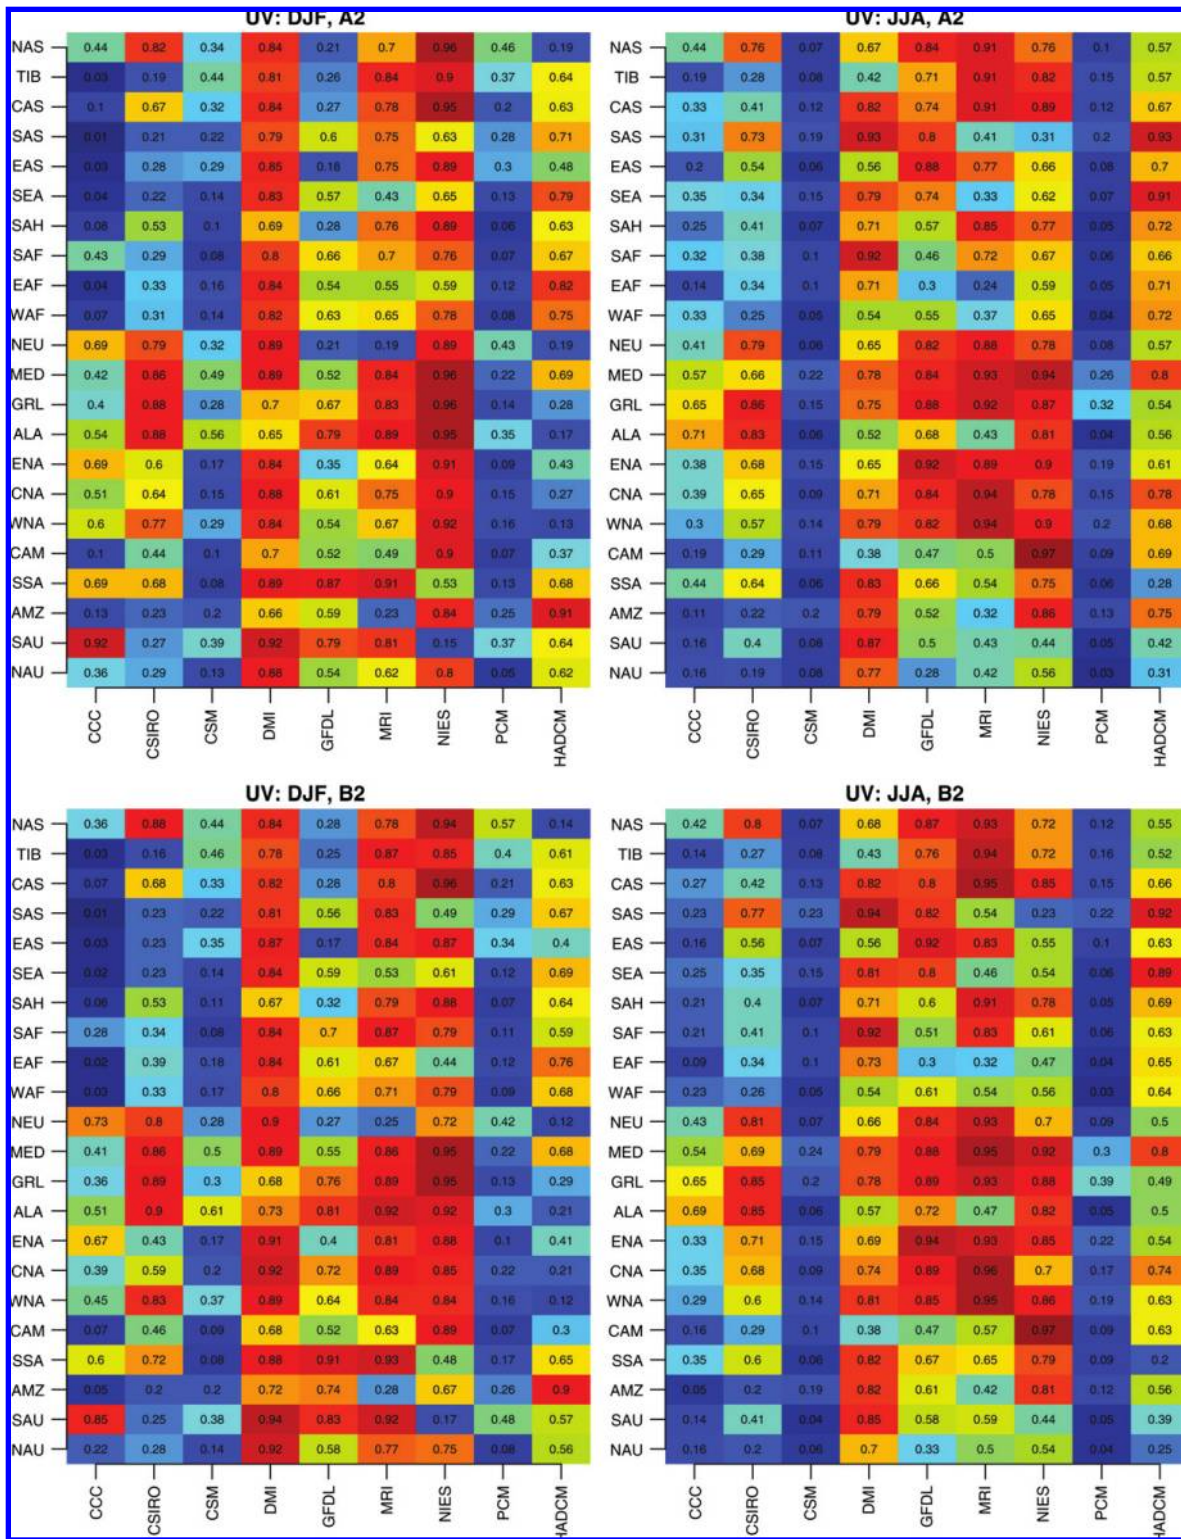 UV: DJF, A2
NAS 0.44 0.82 0.34 0.84 0.21 0.7 0.96 0.46 0.19
TIB 0.03 0.19 0.44 0.81 0.26 0.84 0.9 0.37 0.64
CAS 0.1 0.67 0.32 0.84 0.27 0.78 0.95 0.2 0.63
SAS 0.01 0.21 0.22 0.79 0.6 0.75 0.63 0.28 0.71
EAS 0.03 0.28 0.29 0.85 0.18 0.75 0.89 0.3 0.48
SEA 0.04 0.22 0.14 0.83 0.57 0.43 0.65 0.13 0.79
SAH 0.08 0.53 0.1 0.69 0.28 0.76 0.89 0.06 0.63
SAF 0.43 0.29 0.08 0.8 0.66 0.7 0.76 0.07 0.67
EAF 0.04 0.33 0.16 0.84 0.54 0.55 0.59 0.12 0.82
WAF 0.07 0.31 0.14 0.82 0.63 0.65 0.78 0.08 0.75
NEU 0.69 0.79 0.32 0.89 0.21 0.19 0.89 0.43 0.19
MED 0.42 0.86 0.49 0.89 0.52 0.84 0.96 0.22 0.69
GRL 0.4 0.88 0.28 0.7 0.67 0.83 0.96 0.14 0.28
ALA 0.54 0.88 0.56 0.65 0.79 0.89 0.95 0.35 0.17
ENA 0.69 0.6 0.17 0.84 0.35 0.64 0.91 0.09 0.43
CNA 0.51 0.64 0.15 0.88 0.61 0.75 0.9 0.15 0.27
WNA 0.6 0.77 0.29 0.84 0.54 0.67 0.92 0.16 0.13
CAM 0.1 0.44 0.1 0.7 0.52 0.49 0.9 0.07 0.37
SSA 0.69 0.68 0.08 0.89 0.87 0.91 0.53 0.13 0.68
AMZ 0.13 0.23 0.2 0.66 0.59 0.23 0.84 0.25 0.91
SAU 0.92 0.27 0.39 0.92 0.79 0.81 0.15 0.37 0.64
NAU 0.36 0.29 0.13 0.88 0.54 0.62 0.8 0.05 0.62
CCC CSIRO CSM DMI GFDL MRI NIES PCM HADCM
UV: JJA, A2
NAS 0.44 0.76 0.07 0.67 0.84 0.91 0.76 0.1 0.57
TIB 0.19 0.28 0.08 0.42 0.71 0.91 0.82 0.15 0.57
CAS 0.33 0.41 0.12 0.82 0.74 0.91 0.89 0.12 0.67
SAS 0.31 0.73 0.19 0.93 0.8 0.41 0.31 0.2 0.93
EAS 0.2 0.54 0.06 0.56 0.88 0.77 0.66 0.08 0.7
SEA 0.35 0.34 0.15 0.79 0.74 0.33 0.62 0.07 0.91
SAH 0.25 0.41 0.07 0.71 0.57 0.85 0.77 0.05 0.72
SAF 0.32 0.38 0.1 0.92 0.46 0.72 0.67 0.06 0.66
EAF 0.14 0.34 0.1 0.71 0.3 0.24 0.59 0.05 0.71
WAF 0.33 0.25 0.05 0.54 0.55 0.37 0.65 0.04 0.72
NEU 0.41 0.79 0.06 0.65 0.82 0.88 0.78 0.08 0.57
MED 0.57 0.66 0.22 0.78 0.84 0.93 0.94 0.26 0.8
GRL 0.65 0.86 0.15 0.75 0.88 0.92 0.87 0.32 0.54
ALA 0.71 0.83 0.06 0.52 0.68 0.43 0.81 0.04 0.56
ENA 0.38 0.68 0.15 0.65 0.92 0.89 0.9 0.19 0.61
CNA 0.39 0.65 0.09 0.71 0.84 0.94 0.78 0.15 0.78
WNA 0.3 0.57 0.14 0.79 0.82 0.94 0.9 0.2 0.68
CAM 0.19 0.29 0.11 0.38 0.47 0.5 0.97 0.09 0.69
SSA 0.44 0.64 0.06 0.83 0.66 0.54 0.75 0.06 0.28
AMZ 0.11 0.22 0.2 0.79 0.52 0.32 0.86 0.13 0.75
SAU 0.16 0.4 0.08 0.87 0.5 0.43 0.44 0.05 0.42
NAU 0.16 0.19 0.08 0.77 0.28 0.42 0.56 0.03 0.31
CCC CSIRO CSM DMI GFDL MRI NIES PCM HADCM
UV: DJF, B2
NAS 0.36 0.88 0.44 0.84 0.28 0.78 0.94 0.57 0.14
TIB 0.03 0.16 0.46 0.78 0.25 0.87 0.85 0.4 0.61
CAS 0.07 0.68 0.33 0.82 0.28 0.8 0.96 0.21 0.63
SAS 0.01 0.23 0.22 0.81 0.56 0.83 0.49 0.29 0.67
EAS 0.03 0.23 0.35 0.87 0.17 0.84 0.87 0.34 0.4
SEA 0.02 0.23 0.14 0.84 0.59 0.53 0.61 0.12 0.69
SAH 0.06 0.53 0.11 0.67 0.32 0.79 0.88 0.07 0.64
SAF 0.28 0.34 0.08 0.84 0.7 0.87 0.79 0.11 0.59
EAF 0.02 0.39 0.18 0.84 0.61 0.67 0.44 0.12 0.76
WAF 0.03 0.33 0.17 0.8 0.66 0.71 0.79 0.09 0.68
NEU 0.73 0.8 0.28 0.9 0.27 0.25 0.72 0.42 0.12
MED 0.41 0.86 0.5 0.89 0.55 0.86 0.95 0.22 0.68
GRL 0.36 0.89 0.3 0.68 0.76 0.89 0.95 0.13 0.29
ALA 0.51 0.9 0.61 0.73 0.81 0.92 0.92 0.3 0.21
ENA 0.67 0.43 0.17 0.91 0.4 0.81 0.88 0.1 0.41
CNA 0.39 0.59 0.2 0.92 0.72 0.89 0.85 0.22 0.21
WNA 0.45 0.83 0.37 0.89 0.64 0.84 0.84 0.16 0.12
CAM 0.07 0.46 0.09 0.68 0.52 0.63 0.89 0.07 0.3
SSA 0.6 0.72 0.08 0.88 0.91 0.93 0.48 0.17 0.65
AMZ 0.05 0.2 0.2 0.72 0.74 0.28 0.67 0.26 0.9
SAU 0.85 0.25 0.38 0.94 0.83 0.92 0.17 0.48 0.57
NAU 0.22 0.28 0.14 0.92 0.58 0.77 0.75 0.08 0.56
CCC CSIRO CSM DMI GFDL MRI NIES PCM HADCM
UV: JJA, B2
NAS 0.42 0.8 0.07 0.68 0.87 0.93 0.72 0.12 0.55
TIB 0.14 0.27 0.08 0.43 0.76 0.94 0.72 0.16 0.52
CAS 0.27 0.42 0.13 0.82 0.8 0.95 0.85 0.15 0.66
SAS 0.23 0.77 0.23 0.94 0.82 0.54 0.23 0.22 0.92
EAS 0.16 0.56 0.07 0.56 0.92 0.83 0.55 0.1 0.63
SEA 0.25 0.35 0.15 0.81 0.8 0.46 0.54 0.06 0.89
SAH 0.21 0.4 0.07 0.71 0.6 0.91 0.78 0.05 0.69
SAF 0.21 0.41 0.1 0.92 0.51 0.83 0.61 0.06 0.63
EAF 0.09 0.34 0.1 0.73 0.3 0.32 0.47 0.04 0.65
WAF 0.23 0.26 0.05 0.54 0.61 0.54 0.56 0.03 0.64
NEU 0.43 0.81 0.07 0.66 0.84 0.93 0.7 0.09 0.5
MED 0.54 0.69 0.24 0.79 0.88 0.95 0.92 0.3 0.8
GRL 0.65 0.85 0.2 0.78 0.89 0.93 0.88 0.39 0.49
ALA 0.69 0.85 0.06 0.57 0.72 0.47 0.82 0.05 0.5
ENA 0.33 0.71 0.15 0.69 0.94 0.93 0.85 0.22 0.54
CNA 0.35 0.68 0.09 0.74 0.89 0.96 0.7 0.17 0.74
WNA 0.29 0.6 0.14 0.81 0.85 0.95 0.86 0.19 0.63
CAM 0.16 0.29 0.1 0.38 0.47 0.57 0.97 0.09 0.63
SSA 0.35 0.6 0.06 0.82 0.67 0.65 0.79 0.09 0.2
AMZ 0.05 0.2 0.19 0.82 0.61 0.42 0.81 0.12 0.56
SAU 0.14 0.41 0.04 0.85 0.58 0.59 0.44 0.05 0.39
NAU 0.16 0.2 0.06 0.7 0.33 0.5 0.54 0.04 0.25
CCC CSIRO CSM DMI GFDL MRI NIES PCM HADCM